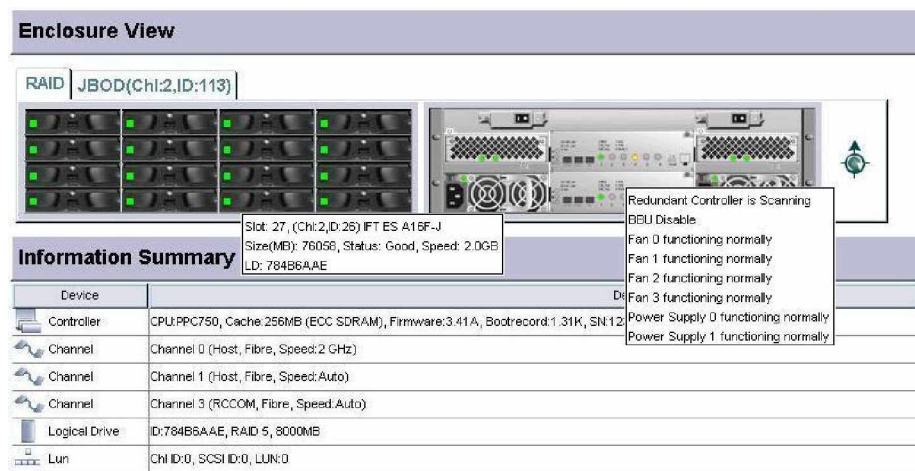 Enclosure View
RAID
JBOD(Chl:2,ID:113)
Slot: 27, (Chl:2,ID:26) IFT ES A16F-J
Size(MB): 76058, Status: Good, Speed: 2.0GB
LD: 784B6AAE
Redundant Controller is Scanning
BBU Disable
Fan 0 functioning normally
Fan 1 functioning normally
Fan 2 functioning normally
Fan 3 functioning normally
Power Supply 0 functioning normally
Power Supply 1 functioning normally
Information Summary
Device
De
Controller
CPU:PPC750, Cache:256MB (ECC SDRAM), Firmware:3.41A, Bootrecord:1.31K, SN:12
Channel
Channel 0 (Host, Fibre, Speed:2 GHz)
Channel
Channel 1 (Host, Fibre, Speed:Auto)
Channel
Channel 3 (RCCOM, Fibre, Speed:Auto)
Logical Drive
ID:784B6AAE, RAID 5, 8000MB
Lun
Chl ID:0, SCSI ID:0, LUN:0